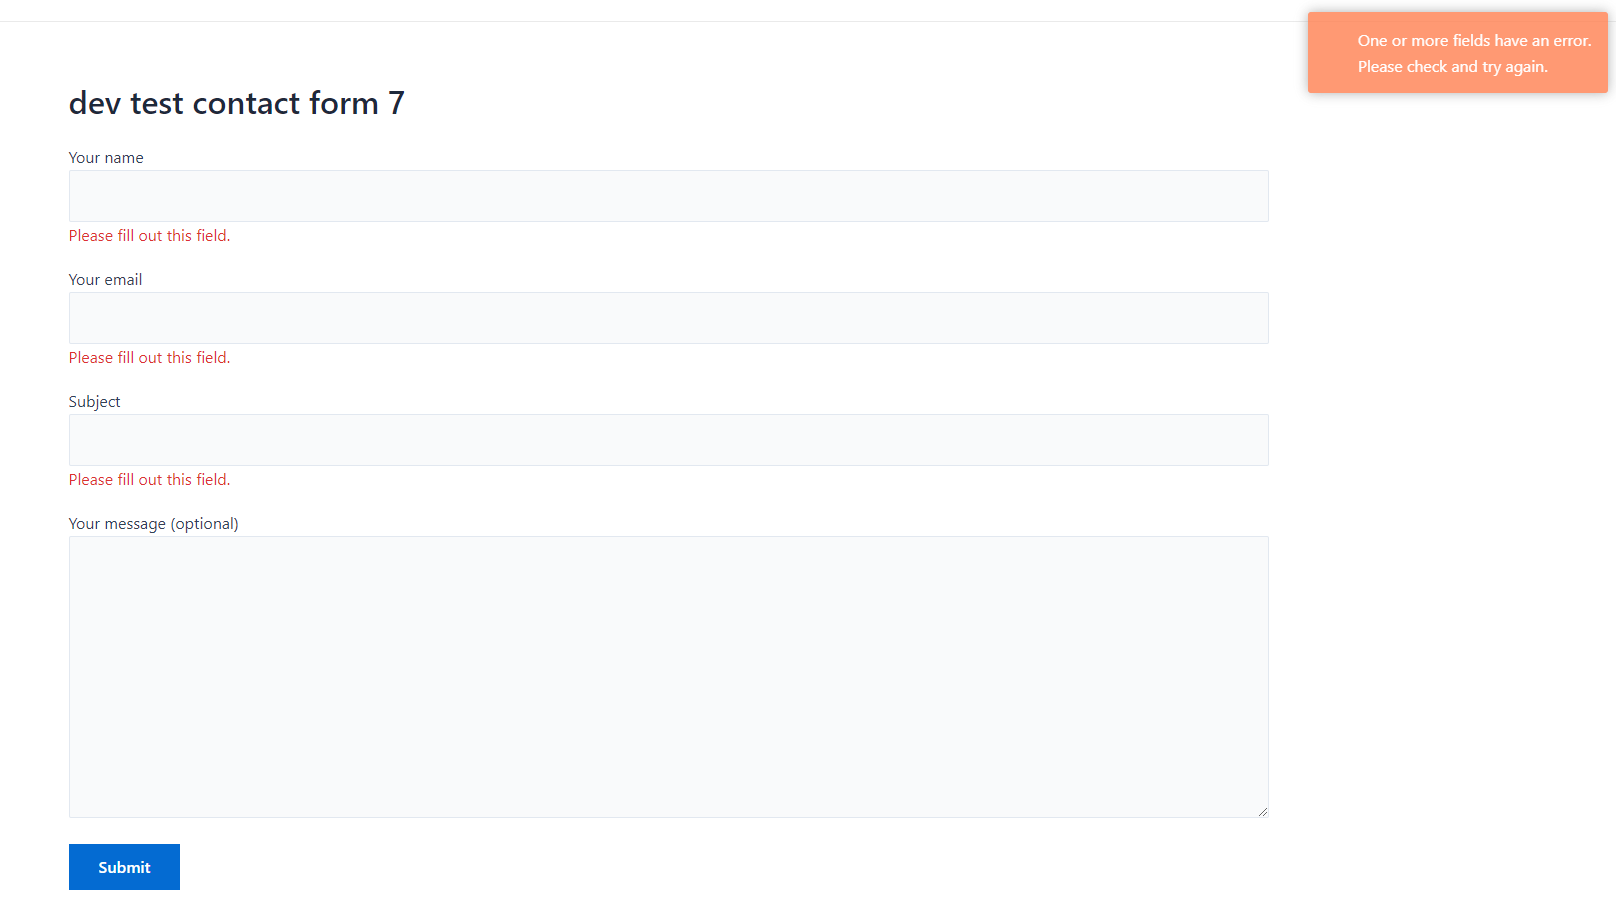 One or more fields have an error.
Please check and try again.
dev test contact form 7
Your name
Please fill out this field.
Your email
Please fill out this field.
Subject
Please fill out this field.
Your message (optional)
Submit